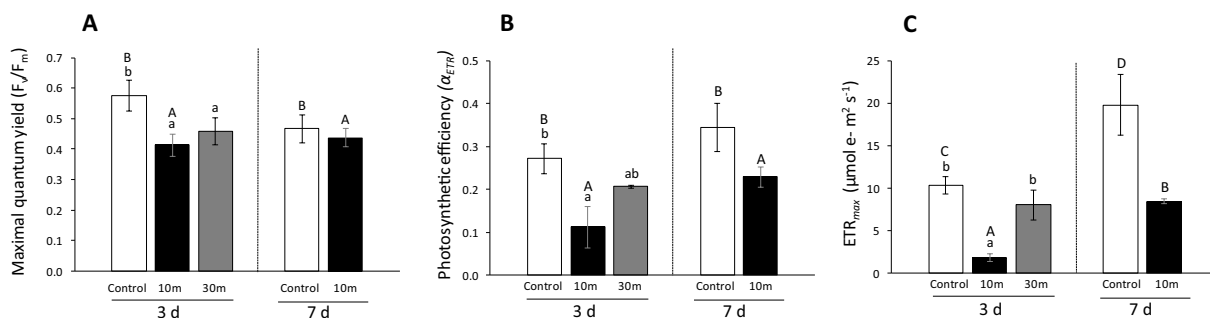 A
Maximal quantum yield (Fv/Fm)
0.7
0.6
0.5
0.4
0.3
0.2
0.1
0.0
B
b
A
a
a
B
A
Control 10m 30m Control 10m
3 d 7 d
B
Photosynthetic efficiency (αETR)
0.5
0.4
0.3
0.2
0.1
0.0
B
b
A
a
ab
B
A
Control 10m 30m Control 10m
3 d 7 d
C
ETRmax (µmol e- m² s⁻¹)
25
20
15
10
5
0
C
b
A
a
b
D
B
Control 10m 30m Control 10m
3 d 7 d